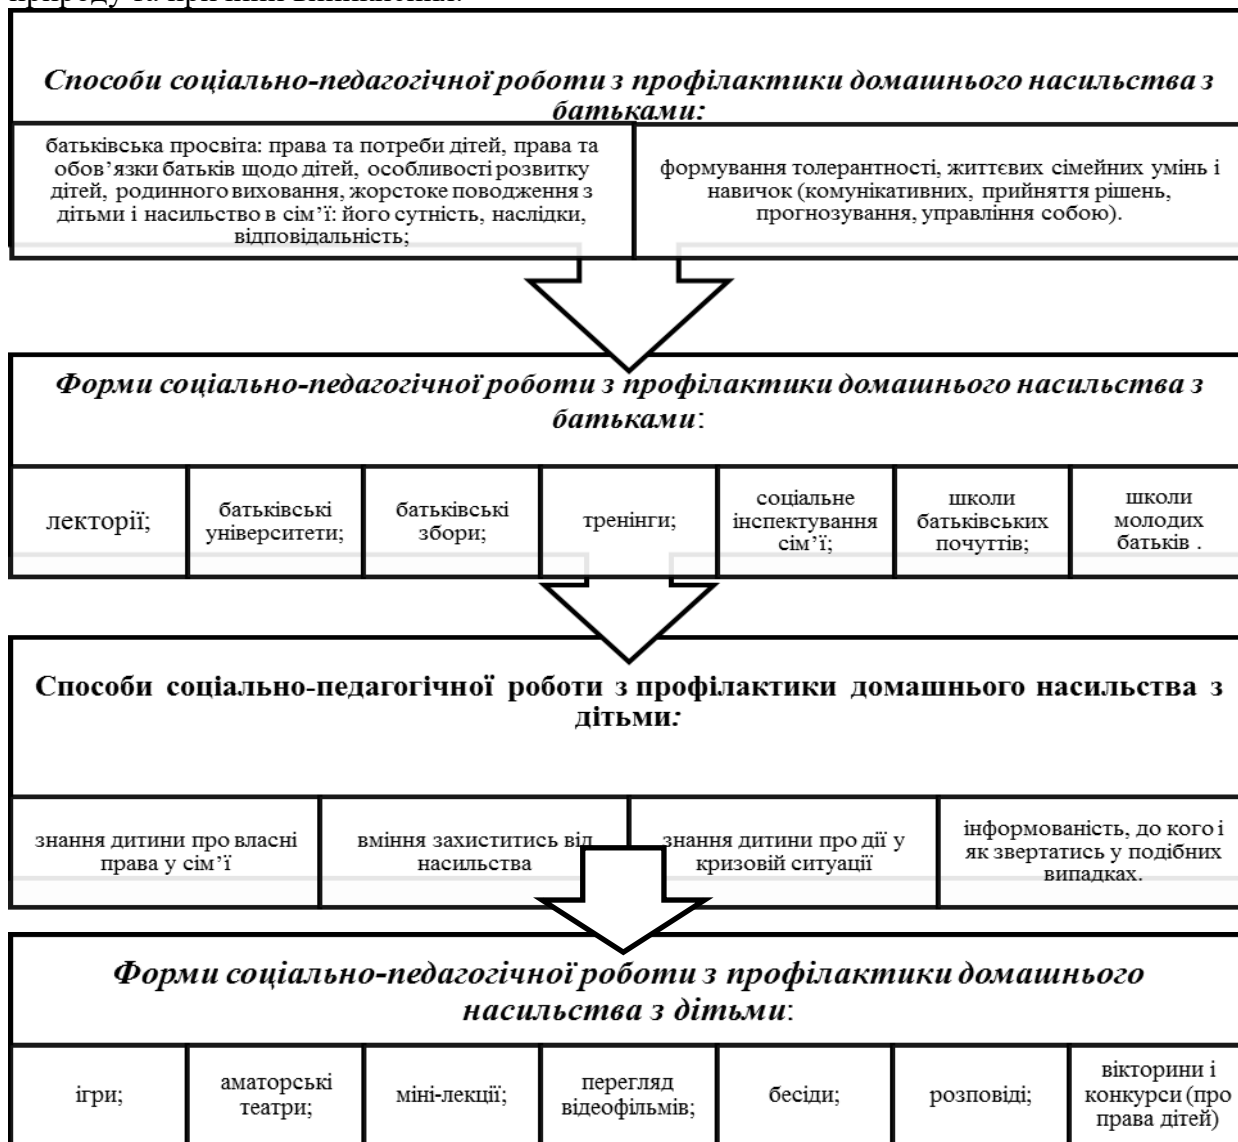 природу та причини виникнення.
Способи соціально-педагогічної роботи з профілактики домашнього насильства з
батьками:
батьківська просвіта: права та потреби дітей, права та
обов’язки батьків щодо дітей, особливості розвитку
дітей, родинного виховання, жорстоке поводження з
дітьми і насильство в сім’ї: його сутність, наслідки,
відповідальність;
формування толерантності, життєвих сімейних умінь і
навичок (комунікативних, прийняття рішень,
прогнозування, управління собою).
Форми соціально-педагогічної роботи з профілактики домашнього насильства з
батьками:
лекторії;
батьківські
університети;
батьківські
збори;
тренінги;
соціальне
інспектування
сім’ї;
школи
батьківських
почуттів;
школи
молодих
батьків .
Способи соціально-педагогічної роботи з профілактики домашнього насильства з
дітьми:
знання дитини про власні
права у сім’ї
вміння захиститись від
насильства
знання дитини про дії у
кризовій ситуації
інформованість, до кого і
як звертатись у подібних
випадках.
Форми соціально-педагогічної роботи з профілактики домашнього
насильства з дітьми:
ігри;
аматорські
театри;
міні-лекції;
перегляд
відеофільмів;
бесіди;
розповіді;
вікторини і
конкурси (про
права дітей)